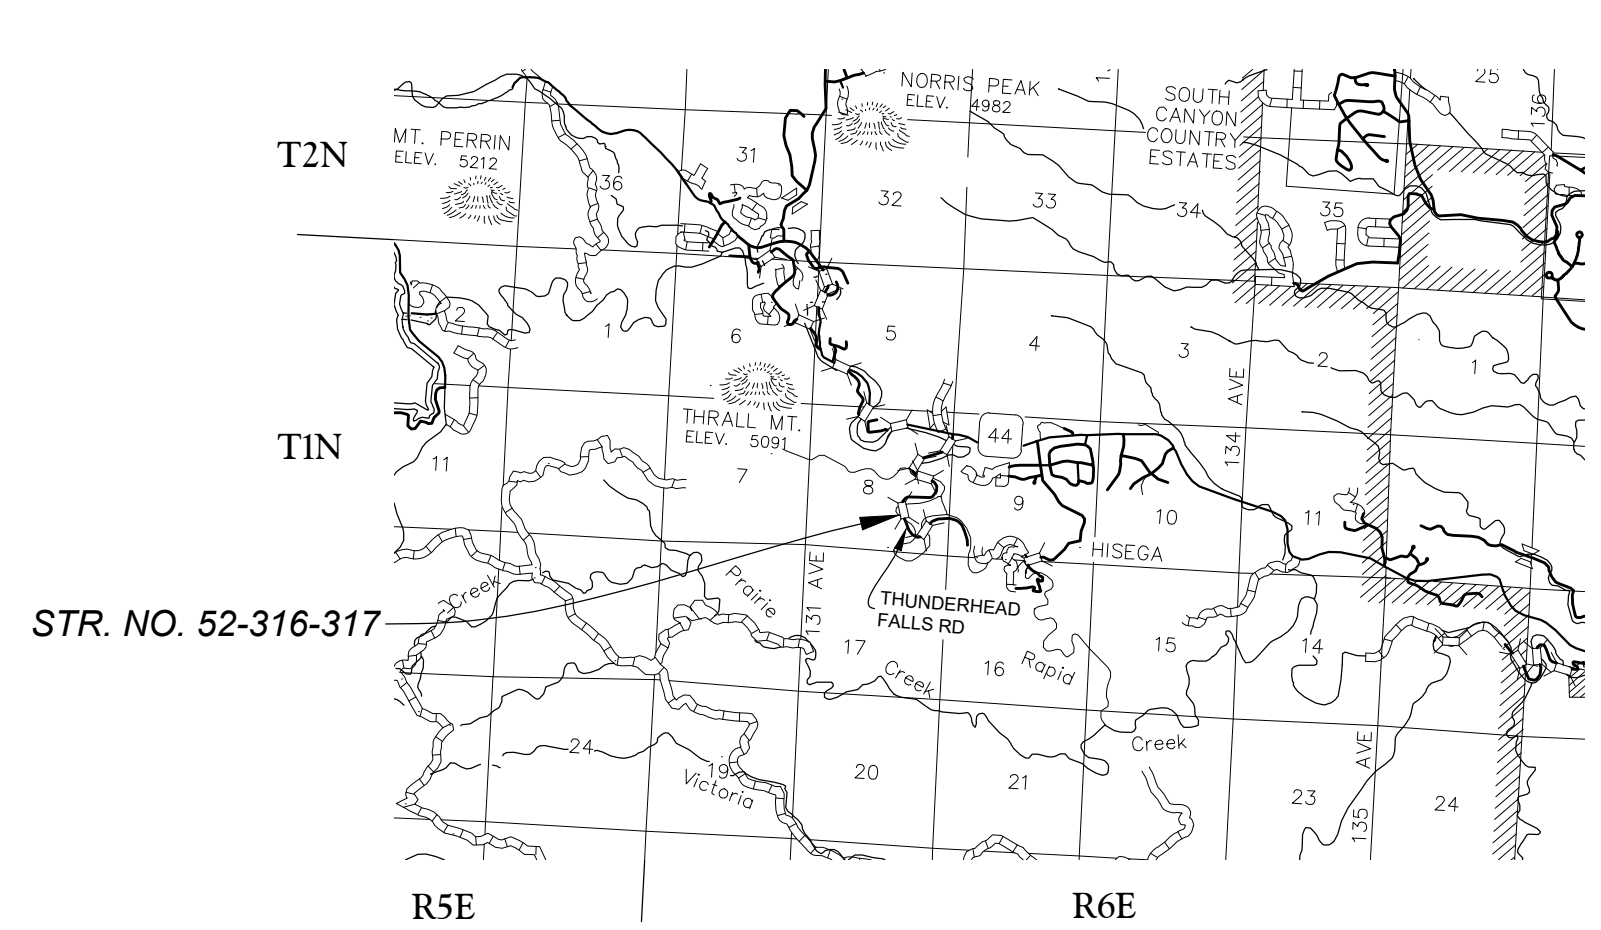 NORRIS PEAK
ELEV. 4982
SOUTH
CANYON
COUNTRY
ESTATES
25
136
MT. PERRIN
ELEV. 5212
T2N
31
36
32
33
34
35
2
1
6
5
4
3
2
1
AVE
134
THRALL MT.
ELEV. 5091
44
T1N
11
7
8
9
10
11
HISEGA
Creek
Prairie
AVE
131
THUNDERHEAD
FALLS RD
STR. NO. 52-316-317
17
Creek
16
Rapid
15
14
24
19
Victoria
20
21
Creek
AVE
135
23
24
R5E
R6E